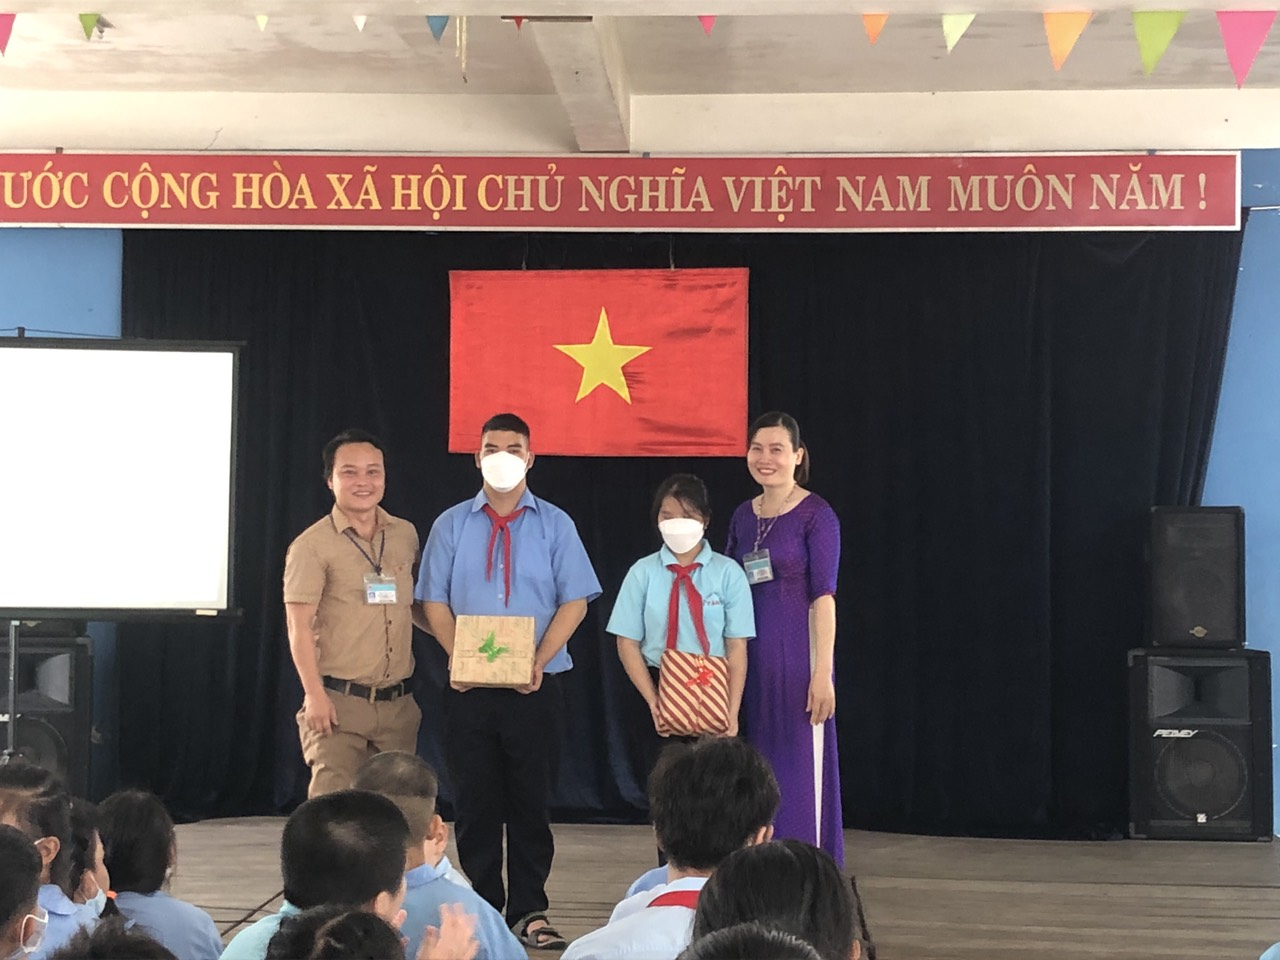 ƯỚC CỘNG HÒA XÃ HỘI CHỦ NGHĨA VIỆT NAM MUÔN NĂM !
PEAVEY